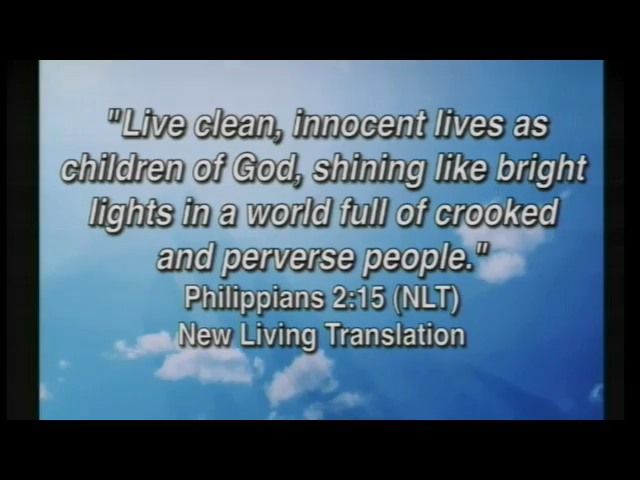 "Live clean, innocent lives as
children of God, shining like bright
lights in a world full of crooked
and perverse people."
Philippians 2:15 (NLT)
New Living Translation